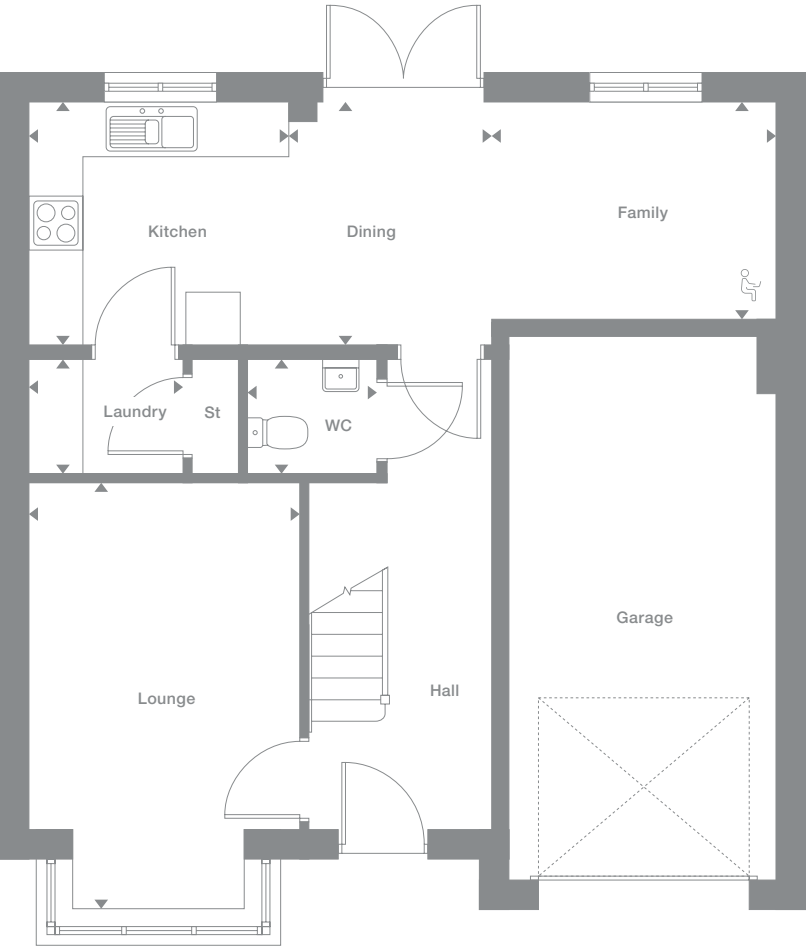 Family
Kitchen
Dining
Laundry
St
WC
Garage
Hall
Lounge